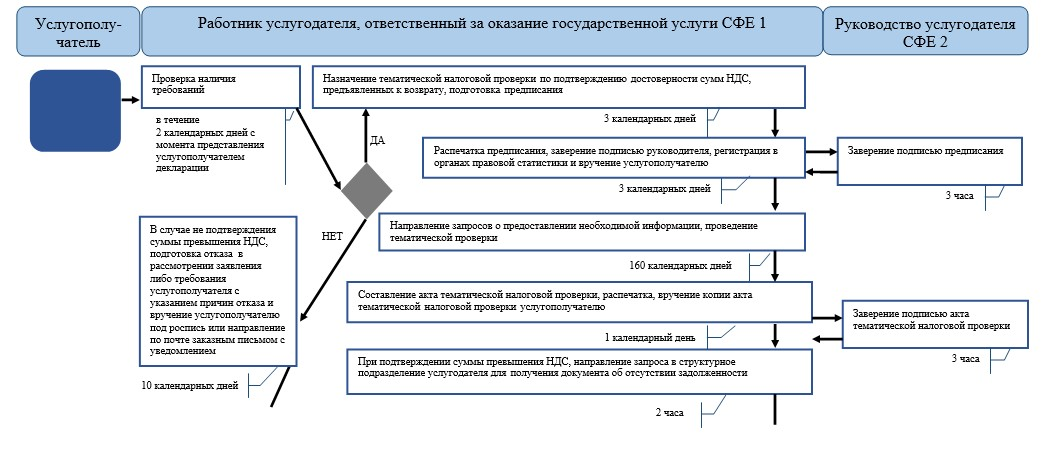 Услугополу-
чатель
Работник услугодателя, ответственный за оказание государственной услуги СФЕ 1
Руководство услугодателя
СФЕ 2
Проверка наличия
требований
в течение
2 календарных дней с
момента представления
услугополучателем
декларации
Назначение тематической налоговой проверки по подтверждению достоверности сумм НДС,
предъявленных к возврату, подготовка предписания
3 календарных дней
ДА
Распечатка предписания, заверение подписью руководителя, регистрация в
органах правовой статистики и вручение услугополучателю
3 календарных дней
Заверение подписью предписания
3 часа
НЕТ
В случае не подтверждения
суммы превышения НДС,
подготовка отказа в
рассмотрении заявления
либо требования
услугополучателя с
указанием причин отказа и
вручение услугополучателю
под роспись или направление
по почте заказным письмом с
уведомлением
10 календарных дней
Направление запросов о предоставлении необходимой информации, проведение
тематической проверки
160 календарных дней
Составление акта тематической налоговой проверки, распечатка, вручение копии акта
тематической налоговой проверки услугополучателю
1 календарный день
Заверение подписью акта
тематической налоговой проверки
3 часа
При подтверждении суммы превышения НДС, направление запроса в структурное
подразделение услугодателя для получения документа об отсутствии задолженности
2 часа